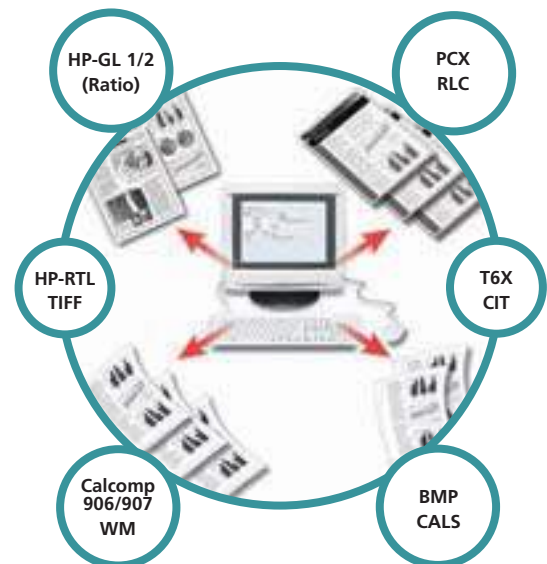 HP-GL 1/2
(Ratio)
PCX
RLC
HP-RTL
TIFF
T6X
CIT
Calcomp
906/907
WM
BMP
CALS